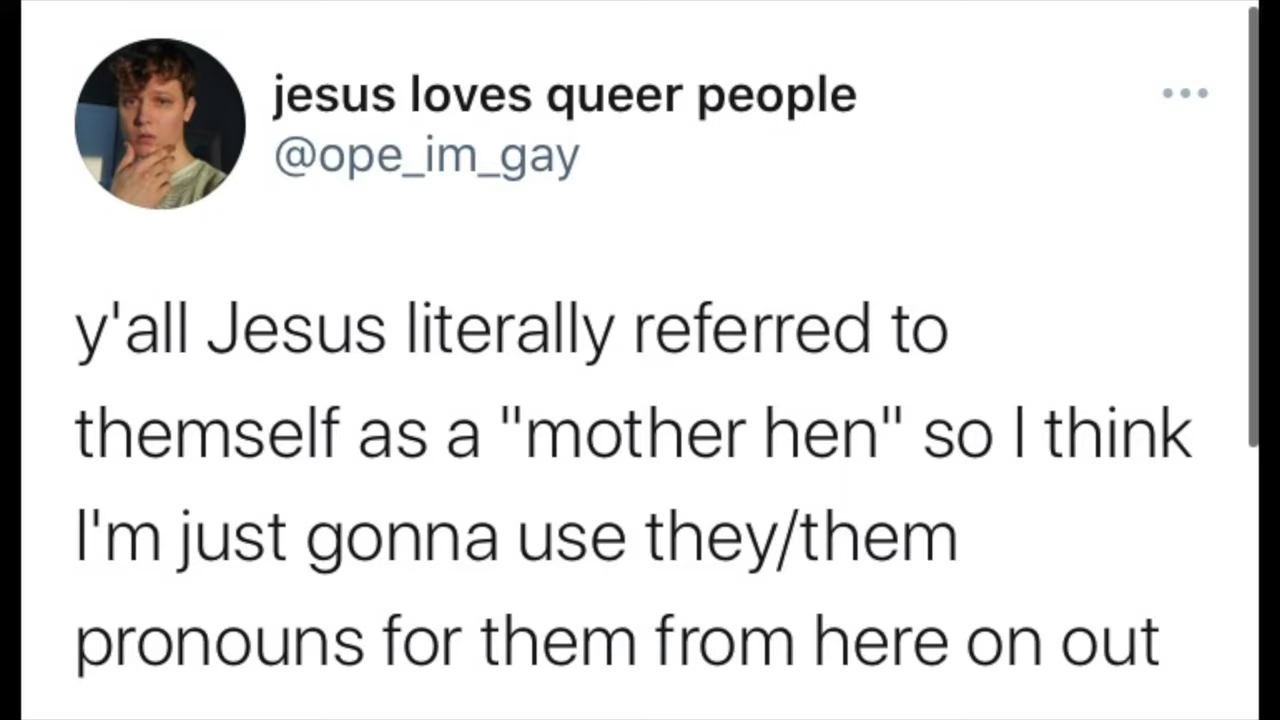 jesus loves queer people
@ope_im_gay
y'all Jesus literally referred to
themself as a "mother hen" so I think
I'm just gonna use they/them
pronouns for them from here on out